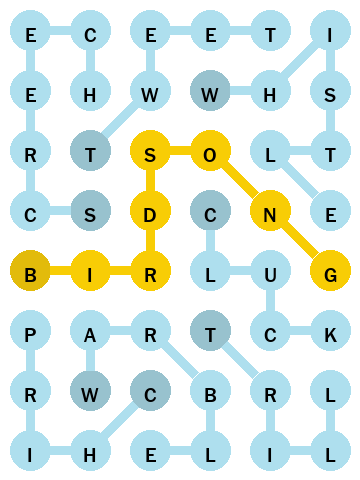 E C E E T I
E H W W H S
R T S O L T
C S D C N E
B I R L U G
P A R T C K
R W C B R L
I H E L I L